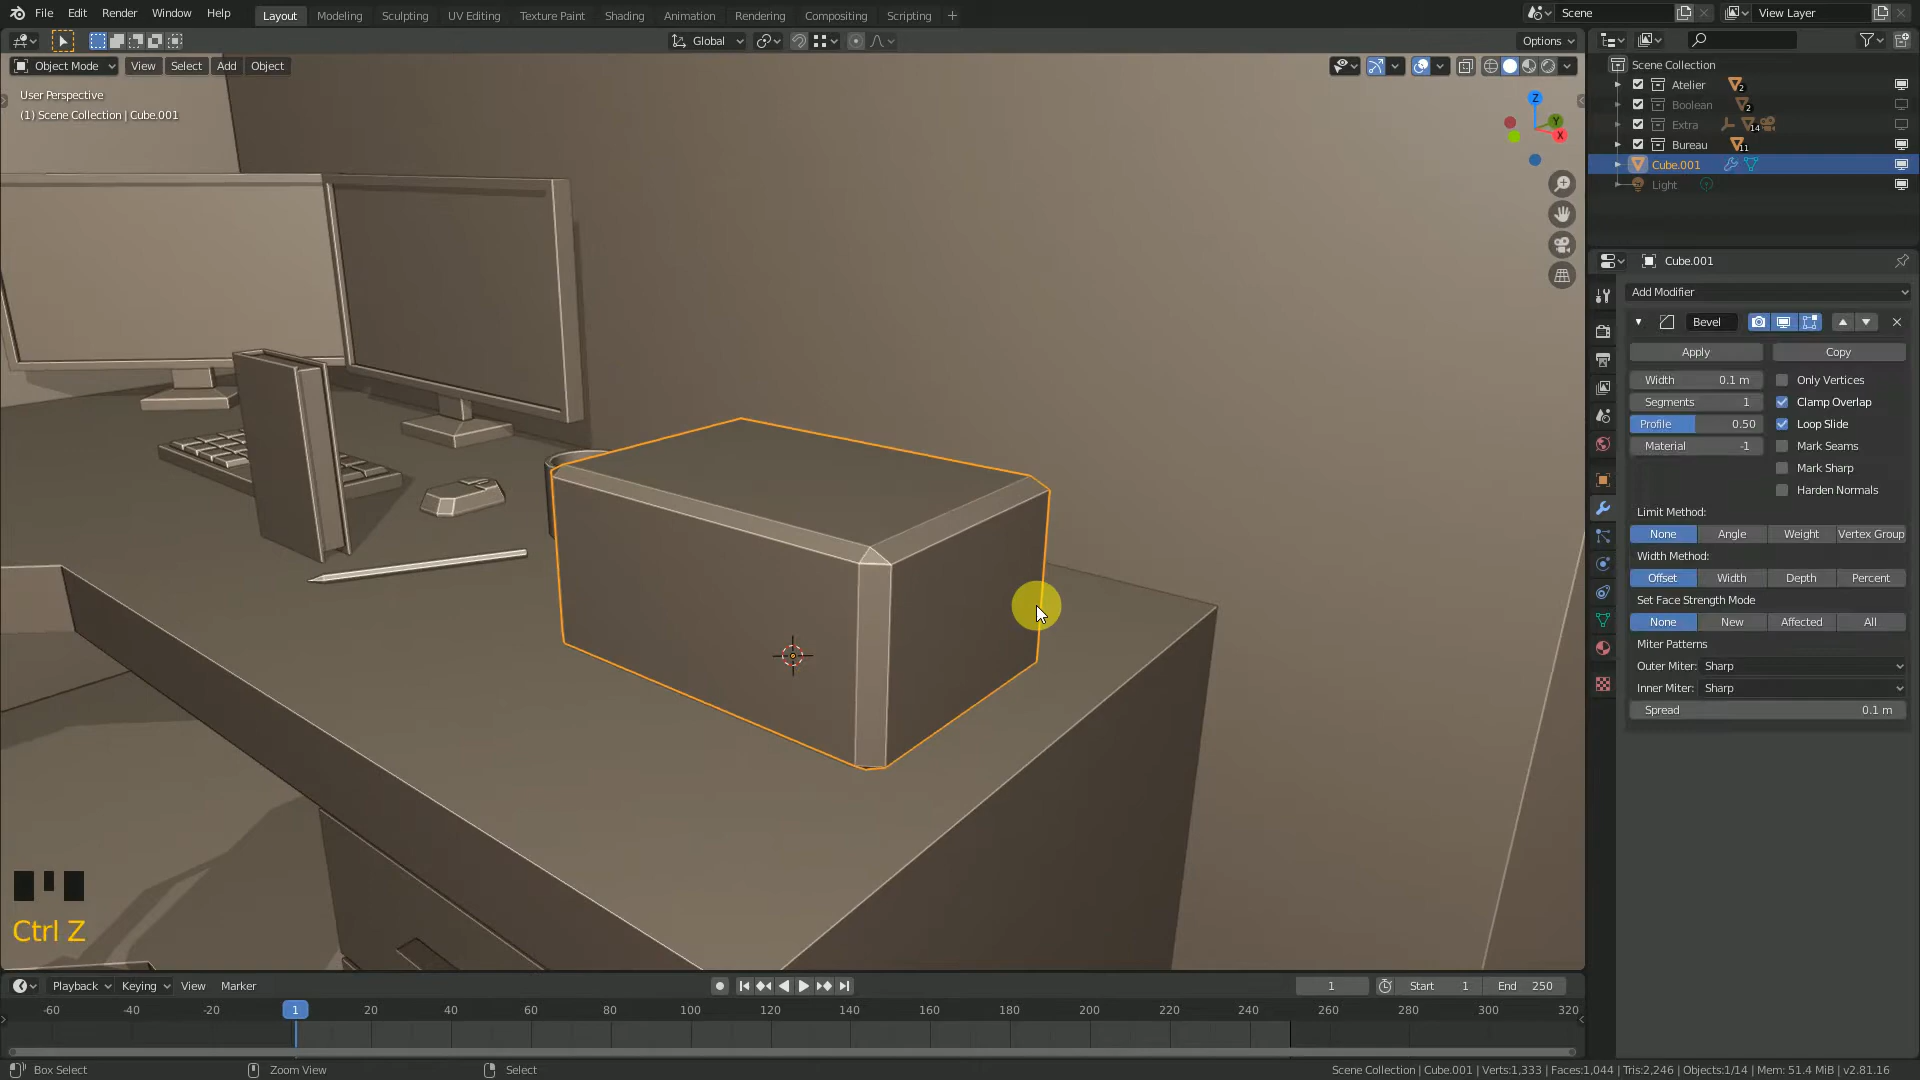 File Edit Render Window Help Layout Modeling Sculpting UV Editing Texture Paint Shading Animation Rendering Compositing Scripting + Scene View Layer
Global Options
Object Mode View Select Add Object
User Perspective
(1) Scene Collection | Cube.001
Z
Y
X
Scene Collection
Atelier 2
Boolean 2
Extra 14
Bureau 11
Cube.001
Light
Cube.001
Add Modifier
Bevel
Apply Copy
Width 0.1 m Only Vertices
Segments 1 Clamp Overlap
Profile 0.50 Loop Slide
Material -1 Mark Seams
Mark Sharp
Harden Normals
Limit Method:
None Angle Weight Vertex Group
Width Method:
Offset Width Depth Percent
Set Face Strength Mode
None New Affected All
Miter Patterns
Outer Miter: Sharp
Inner Miter: Sharp
Spread 0.1 m
Ctrl Z
Playback Keying View Marker 1 Start 1 End 250
-60 -40 -20 1 20 40 60 80 100 120 140 160 180 200 220 240 260 280 300 320
Box Select Zoom View Select Scene Collection | Cube.001 | Verts:1,333 | Faces:1,044 | Tris:2,246 | Objects:1/14 | Mem: 51.4 MiB | v2.81.16